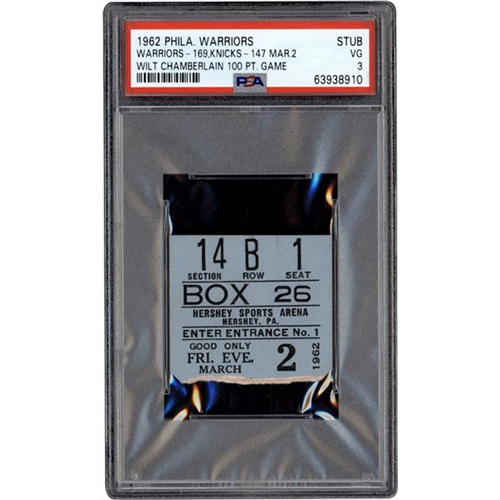 1962 PHILA. WARRIORS STUB
WARRIORS-169,KNICKS-147 MAR.2 VG
WILT CHAMBERLAIN 100 PT. GAME 3
PSA 63938910
14 B 1
SECTION ROW SEAT
BOX 26
HERSHEY SPORTS ARENA
HERSHEY, PA.
ENTER ENTRANCE No. 1
GOOD ONLY
FRI. EVE.
MARCH 2 1962